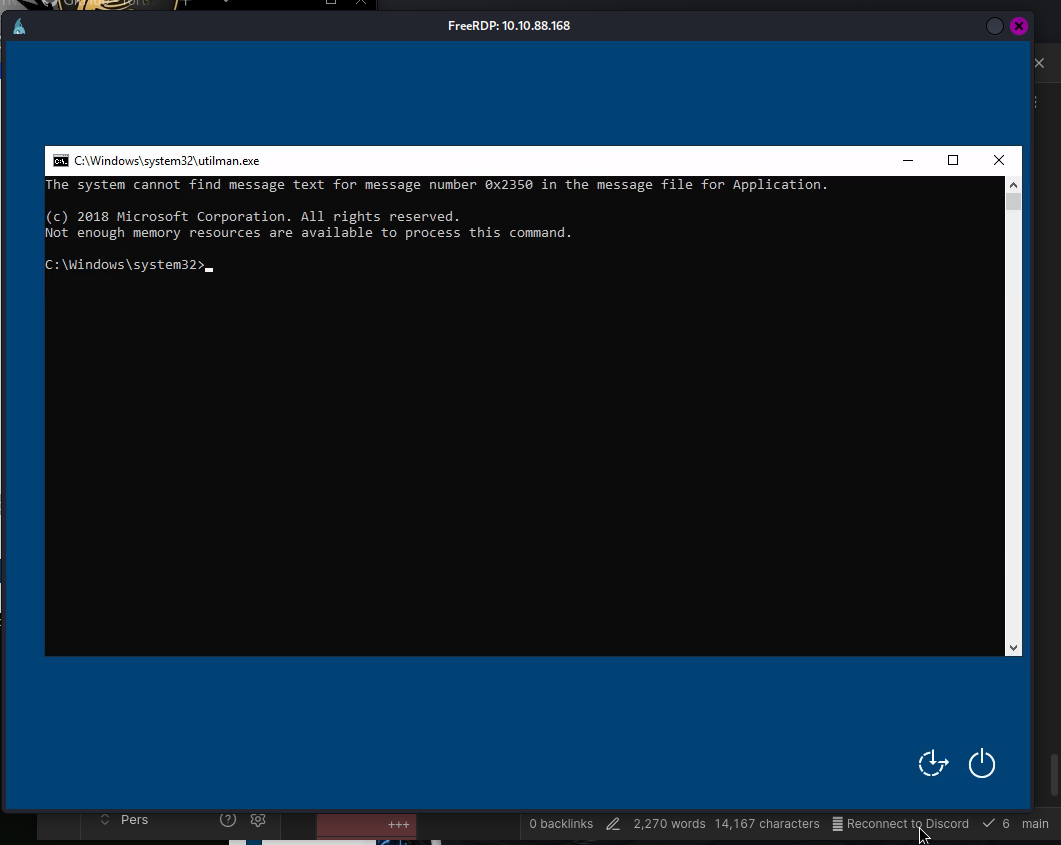 FreeRDP: 10.10.88.168
C:\Windows\system32\utilman.exe
The system cannot find message text for message number 0x2350 in the message file for Application.
(c) 2018 Microsoft Corporation. All rights reserved.
Not enough memory resources are available to process this command.
C:\Windows\system32>
Pers
+++
0 backlinks 2,270 words 14,167 characters Reconnect to Discord 6 main